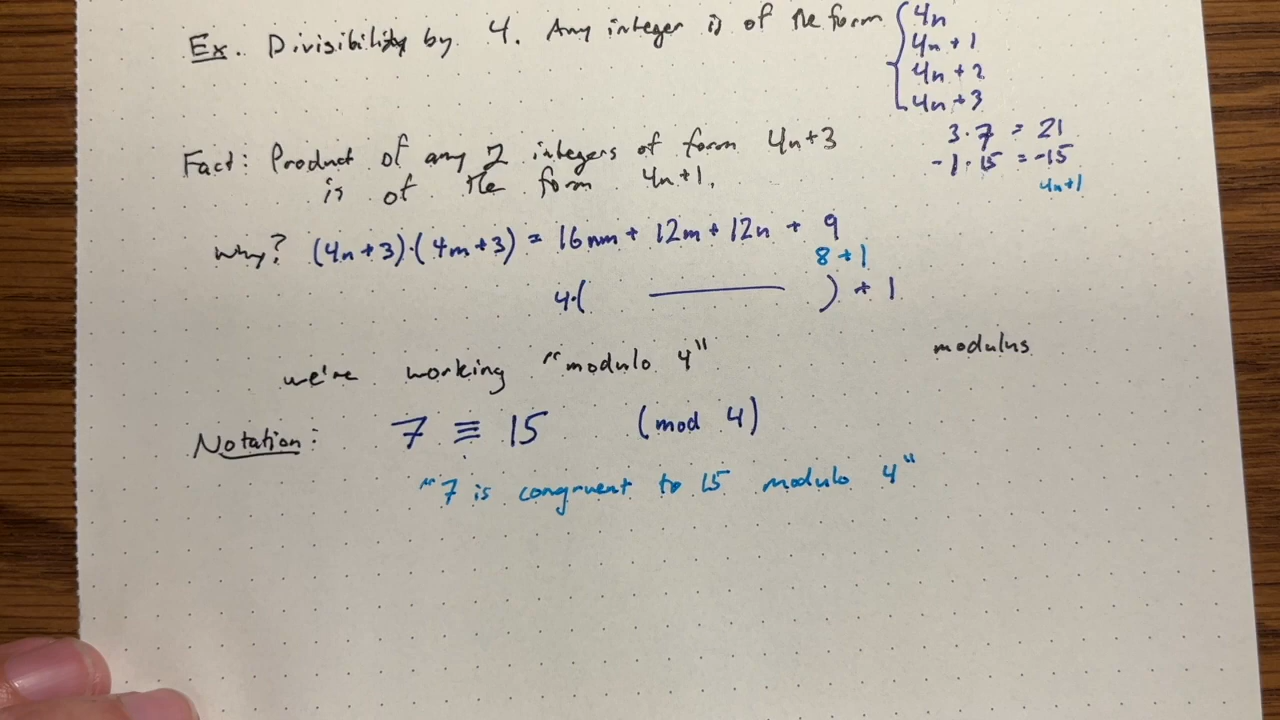 Ex. Divisibility by 4. Any integer is of the form { 4n
4n + 1
4n + 2
4n + 3
3·7 = 21
-1·15 = -15
4n+1
Fact: Product of any 2 integers of form 4n+3
is of the form 4n+1.
Why? (4n+3)·(4m+3) = 16nm + 12m + 12n + 9
8 + 1
4·( ——— ) + 1
we're working "modulo 4"
modulus
Notation: 7 ≡ 15 (mod 4)
"7 is congruent to 15 modulo 4"